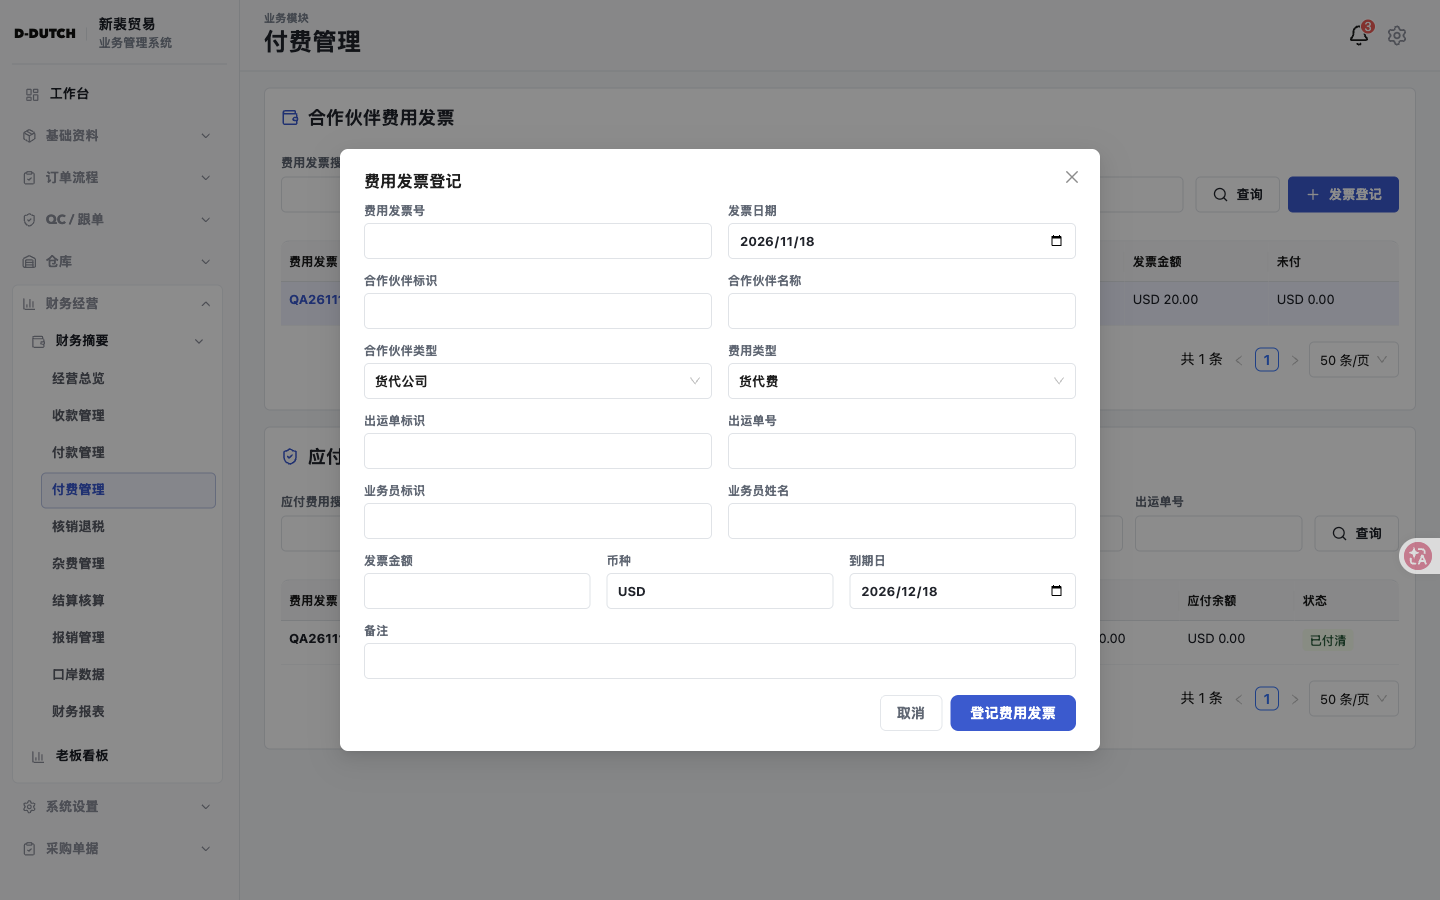 D-DUTCH
新裴贸易
业务管理系统
工作台
基础资料
订单流程
QC / 跟单
仓库
财务经营
财务摘要
经营总览
收款管理
付款管理
付费管理
核销退税
杂费管理
结算核算
报销管理
口岸数据
财务报表
老板看板
系统设置
采购单据
业务模块
付费管理
3
合作伙伴费用发票
费用发票搜
查询
发票登记
费用发票
发票金额
未付
QA2611
USD 20.00
USD 0.00
共 1 条
1
50 条/页
应付
应付费用搜
出运单号
查询
费用发票
应付余额
状态
QA2611
0.00
USD 0.00
已付清
共 1 条
1
50 条/页
费用发票登记
费用发票号
发票日期
2026/11/18
合作伙伴标识
合作伙伴名称
合作伙伴类型
费用类型
货代公司
货代费
出运单标识
出运单号
业务员标识
业务员姓名
发票金额
币种
到期日
USD
2026/12/18
备注
取消
登记费用发票